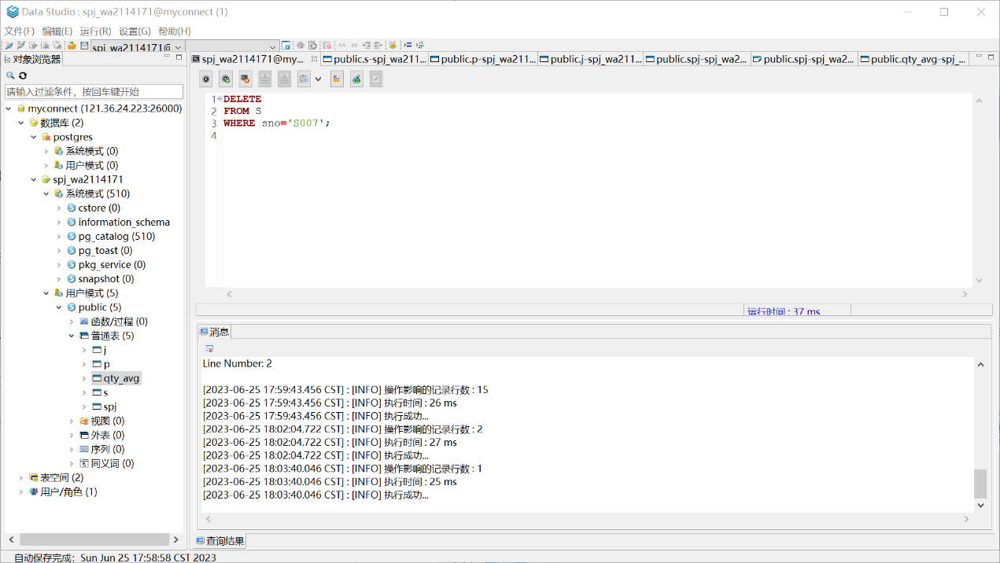 Data Studio : spj_wa2114171@myconnect (1)
文件(F) 编辑(E) 运行(R) 设置(G) 帮助(H)
spj_wa2114171@
对象浏览器
请输入过滤条件，按回车键开始
myconnect (121.36.24.223:26000)
数据库 (2)
postgres
系统模式 (0)
用户模式 (0)
spj_wa2114171
系统模式 (510)
cstore (0)
information_schema
pg_catalog (510)
pg_toast (0)
pkg_service (0)
snapshot (0)
用户模式 (5)
public (5)
函数/过程 (0)
普通表 (5)
j
p
qty_avg
s
spj
视图 (0)
外表 (0)
序列 (0)
同义词 (0)
表空间 (2)
用户/角色 (1)
spj_wa2114171@my... public.s-spj_wa211... public.p-spj_wa211... public.j-spj_wa211... public.spj-spj_wa2... public.spj-spj_wa2... public.qty_avg-spj_...
1 DELETE
2 FROM S
3 WHERE sno='S007';
4
运行时间 : 37 ms
消息
Line Number: 2
[2023-06-25 17:59:43.456 CST] : [INFO] 操作影响的记录行数 : 15
[2023-06-25 17:59:43.456 CST] : [INFO] 执行时间 : 26 ms
[2023-06-25 17:59:43.456 CST] : [INFO] 执行成功...
[2023-06-25 18:02:04.722 CST] : [INFO] 操作影响的记录行数 : 2
[2023-06-25 18:02:04.722 CST] : [INFO] 执行时间 : 27 ms
[2023-06-25 18:02:04.722 CST] : [INFO] 执行成功...
[2023-06-25 18:03:40.046 CST] : [INFO] 操作影响的记录行数 : 1
[2023-06-25 18:03:40.046 CST] : [INFO] 执行时间 : 25 ms
[2023-06-25 18:03:40.046 CST] : [INFO] 执行成功...
查询结果
自动保存完成：Sun Jun 25 17:58:58 CST 2023